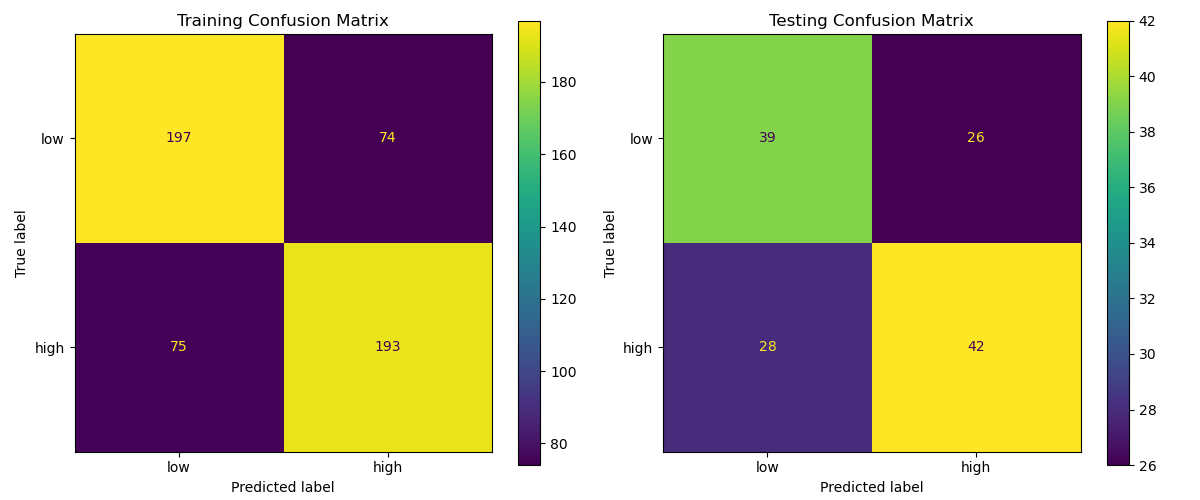 Training Confusion Matrix
True label
low
high
197
74
75
193
low
high
Predicted label
180
160
140
120
100
80
Testing Confusion Matrix
True label
low
high
39
26
28
42
low
high
Predicted label
42
40
38
36
34
32
30
28
26